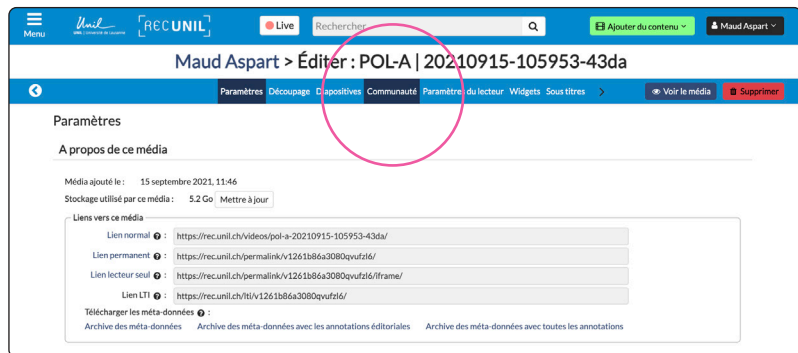 Menu
Unil
UNIL | Université de Lausanne
[REC UNIL]
Live
Rechercher
Ajouter du contenu
Maud Aspart
Maud Aspart > Éditer : POL-A | 20210915-105953-43da
Paramètres Découpage Diapositives Communauté Paramètres du lecteur Widgets Sous titres
Voir le média
Supprimer
Paramètres
A propos de ce média
Média ajouté le : 15 septembre 2021, 11:46
Stockage utilisé par ce média : 5.2 Go Mettre à jour
Liens vers ce média
Lien normal ? : https://rec.unil.ch/videos/pol-a-20210915-105953-43da/
Lien permanent ? : https://rec.unil.ch/permalink/v1261b86a3080qvufzl6/
Lien lecteur seul ? : https://rec.unil.ch/permalink/v1261b86a3080qvufzl6/iframe/
Lien LTI ? : https://rec.unil.ch/lti/v1261b86a3080qvufzl6/
Télécharger les méta-données ? :
Archive des méta-données Archive des méta-données avec les annotations éditoriales Archive des méta-données avec toutes les annotations